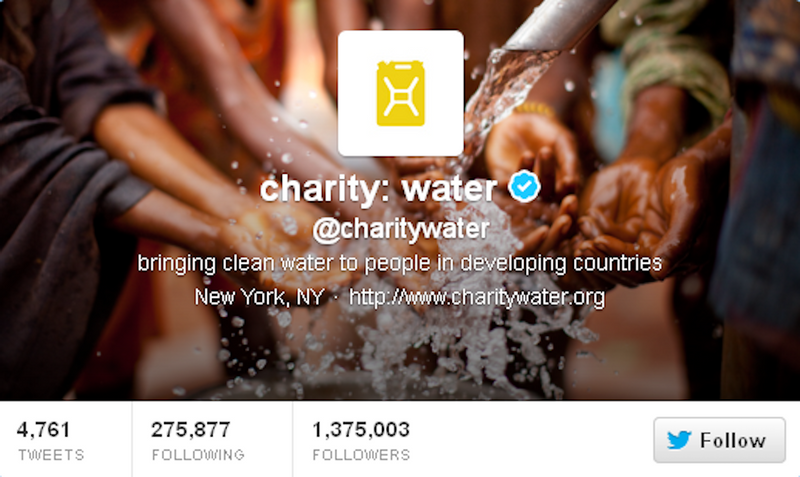 charity: water
@charitywater
bringing clean water to people in developing countries
New York, NY · http://www.charitywater.org
4,761
TWEETS
275,877
FOLLOWING
1,375,003
FOLLOWERS
Follow